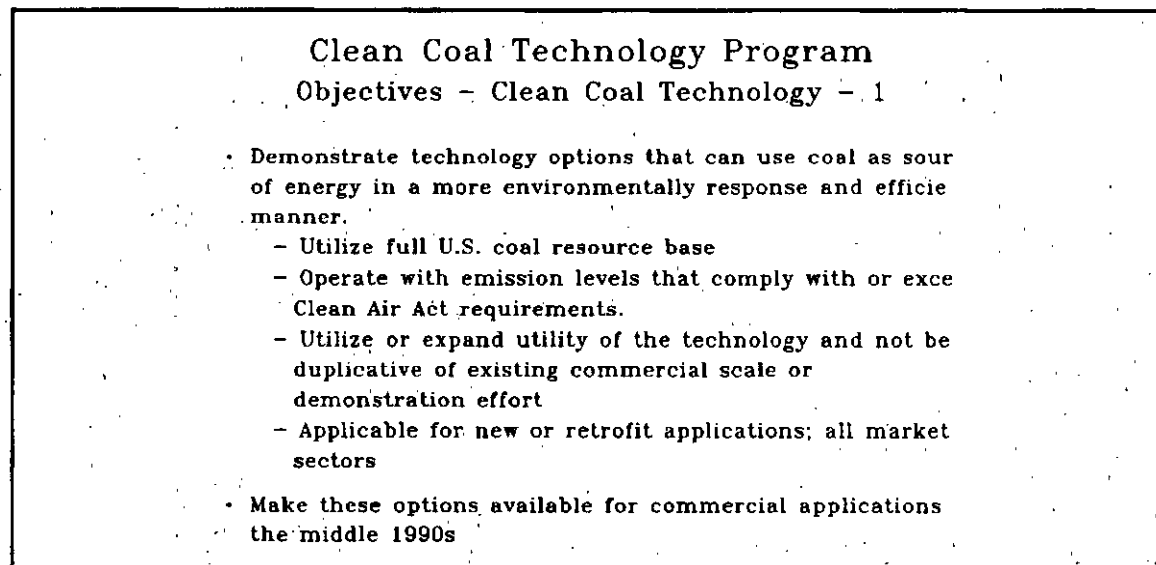 Clean Coal Technology Program
Objectives - Clean Coal Technology - 1
· Demonstrate technology options that can use coal as sour
of energy in a more environmentally response and efficie
manner.
- Utilize full U.S. coal resource base
- Operate with emission levels that comply with or exce
Clean Air Act requirements.
- Utilize or expand utility of the technology and not be
duplicative of existing commercial scale or
demonstration effort
- Applicable for new or retrofit applications; all market
sectors
· Make these options available for commercial applications
the middle 1990s